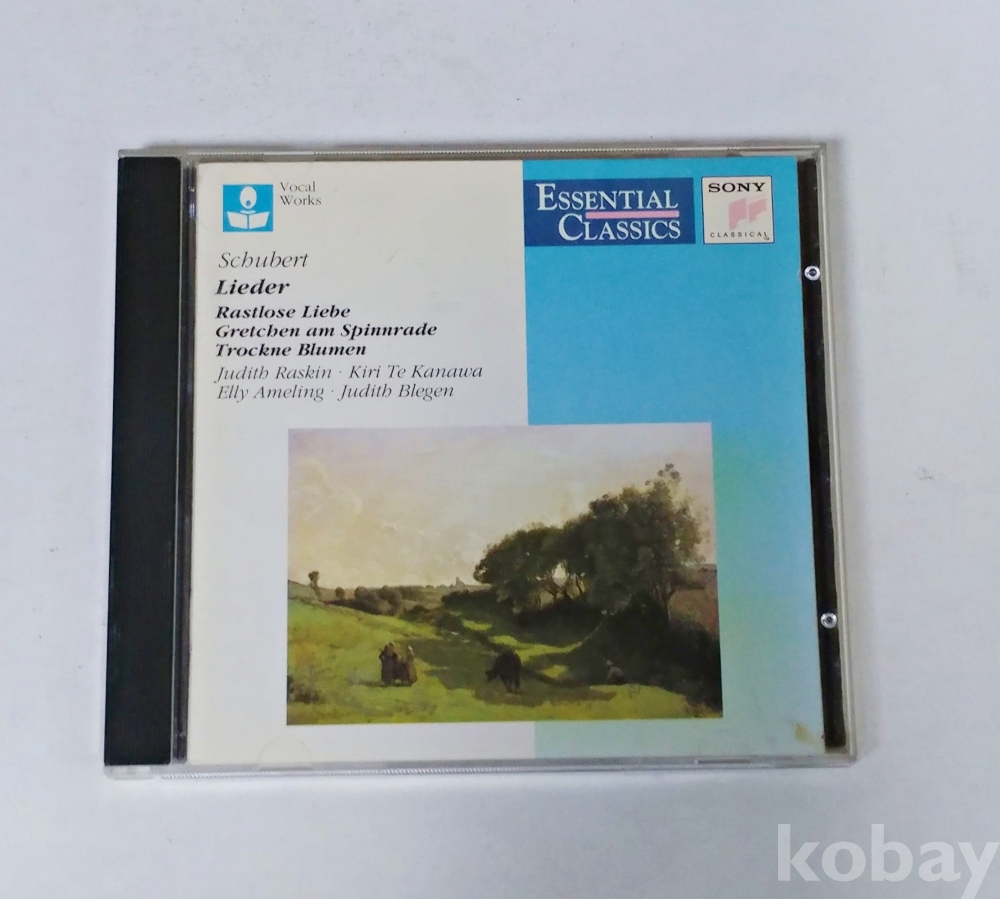 Vocal
Works
ESSENTIAL
CLASSICS
SONY
CLASSICAL
TM
Schubert
Lieder
Rastlose Liebe
Gretchen am Spinnrade
Trockne Blumen
Judith Raskin · Kiri Te Kanawa
Elly Ameling · Judith Blegen
kobay